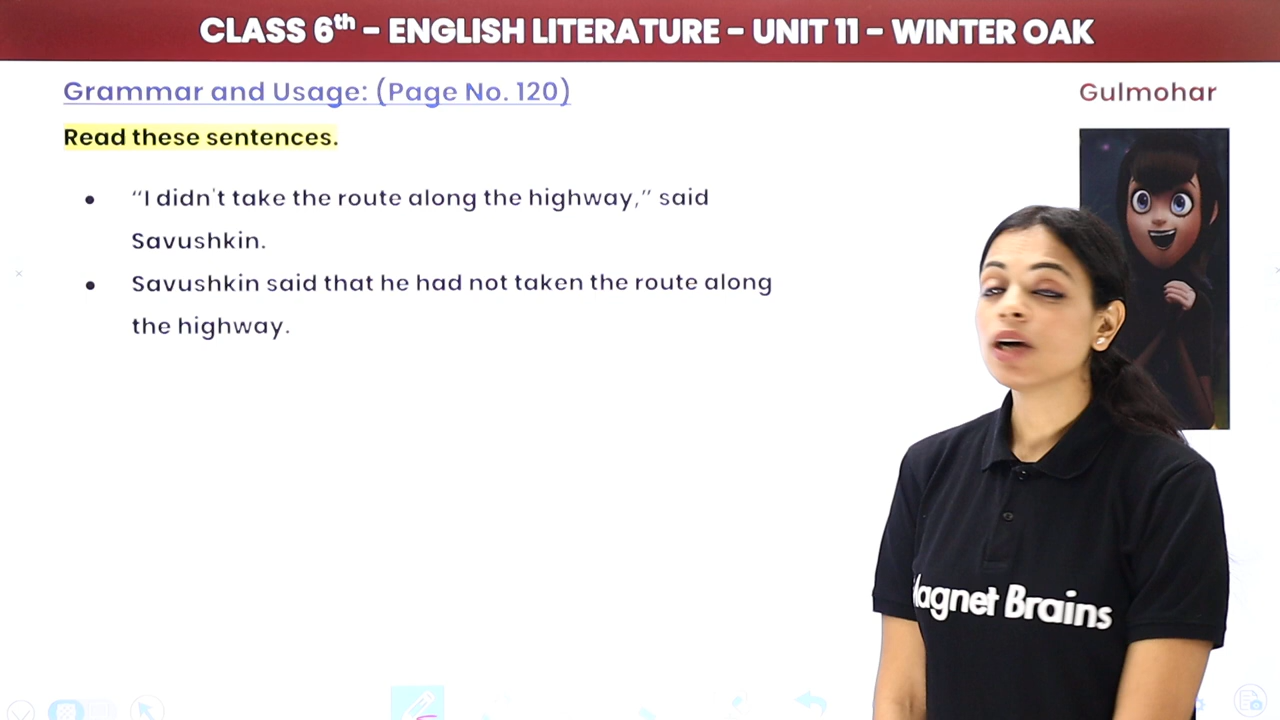 CLASS 6th - ENGLISH LITERATURE - UNIT 11 - WINTER OAK
Grammar and Usage: (Page No. 120)
Gulmohar
Read these sentences.
• “I didn't take the route along the highway,” said
Savushkin.
• Savushkin said that he had not taken the route along
the highway.
Magnet Brains